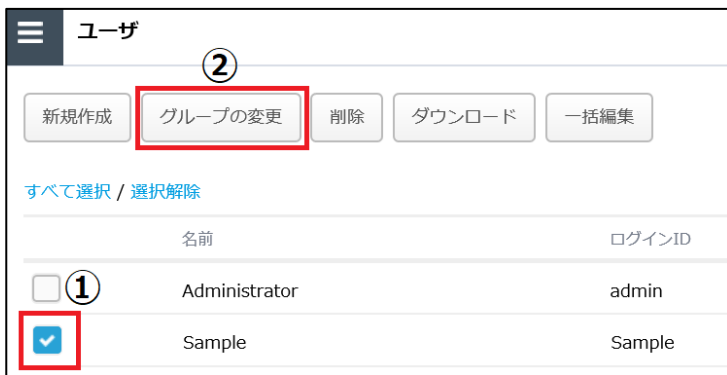 ユーザ
②
新規作成 グループの変更 削除 ダウンロード 一括編集
すべて選択 / 選択解除
名前 ログインID
① Administrator admin
Sample Sample